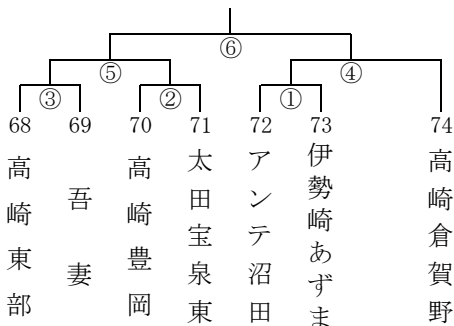 ⑥
⑤
④
③
②
①
68
69
70
71
72
73
74
高崎東部
吾妻
高崎豊岡
太田宝泉東
アンテ沼田
伊勢崎あずま
高崎倉賀野